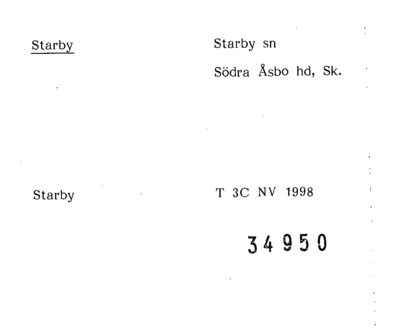 Starby Starby sn
Södra Åsbo hd, Sk.
Starby T 3C NV 1998
34950